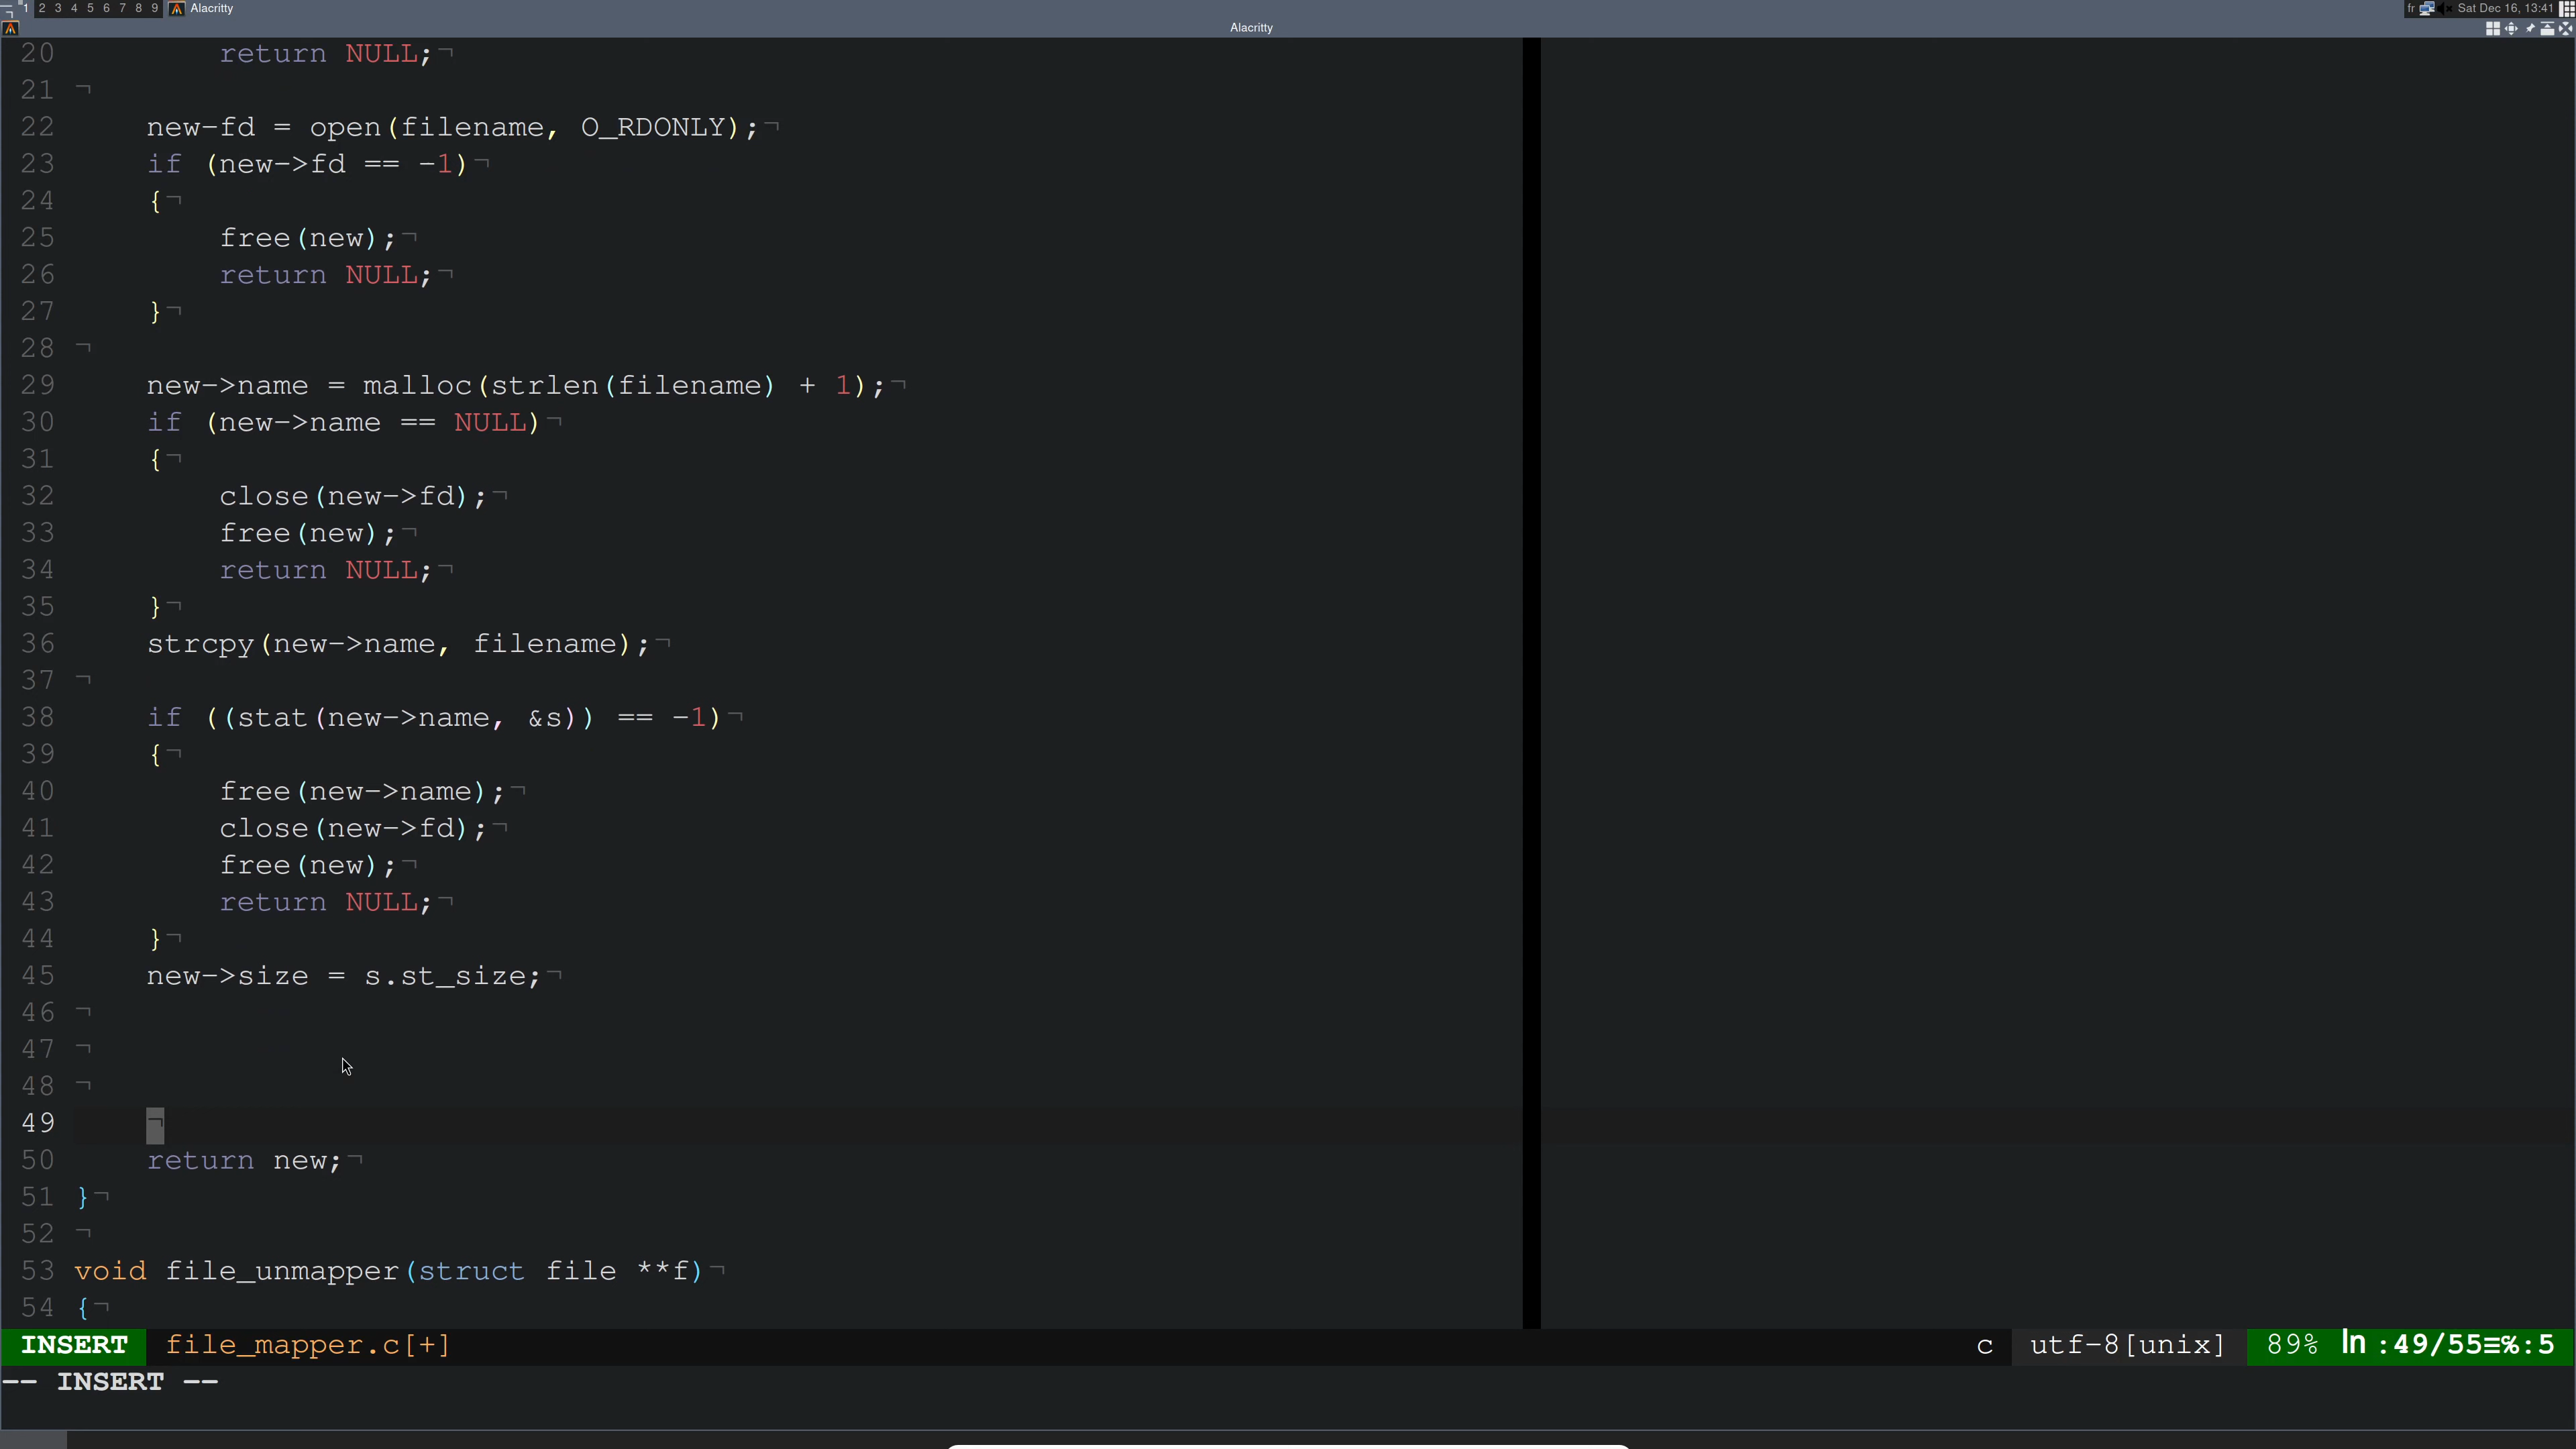 1 2 3 4 5 6 7 8 9 Alacritty fr Sat Dec 16, 13:41
Alacritty
20 return NULL;¬
21 ¬
22 new-fd = open(filename, O_RDONLY);¬
23 if (new->fd == -1)¬
24 {¬
25 free(new);¬
26 return NULL;¬
27 }¬
28 ¬
29 new->name = malloc(strlen(filename) + 1);¬
30 if (new->name == NULL)¬
31 {¬
32 close(new->fd);¬
33 free(new);¬
34 return NULL;¬
35 }¬
36 strcpy(new->name, filename);¬
37 ¬
38 if ((stat(new->name, &s)) == -1)¬
39 {¬
40 free(new->name);¬
41 close(new->fd);¬
42 free(new);¬
43 return NULL;¬
44 }¬
45 new->size = s.st_size;¬
46 ¬
47 ¬
48 ¬
49 ¬
50 return new;¬
51 }¬
52 ¬
53 void file_unmapper(struct file **f)¬
54 {¬
INSERT file_mapper.c[+] c utf-8[unix] 89% ln :49/55≡%:5
-- INSERT --